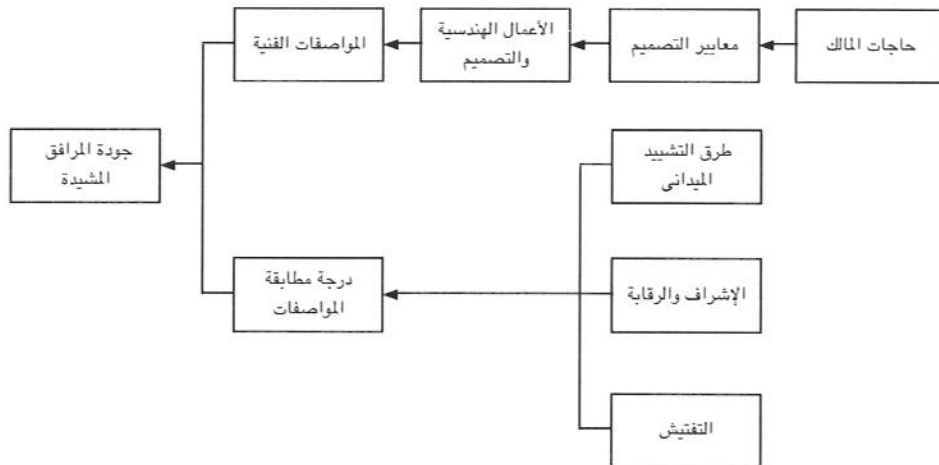 حاجات المالك
معايير التصميم
الأعمال الهندسية
والتصميم
المواصفات الفنية
جودة المرافق
المشيدة
طرق التشييد
الميدانى
درجة مطابقة
المواصفات
الإشراف والرقابة
التفتيش